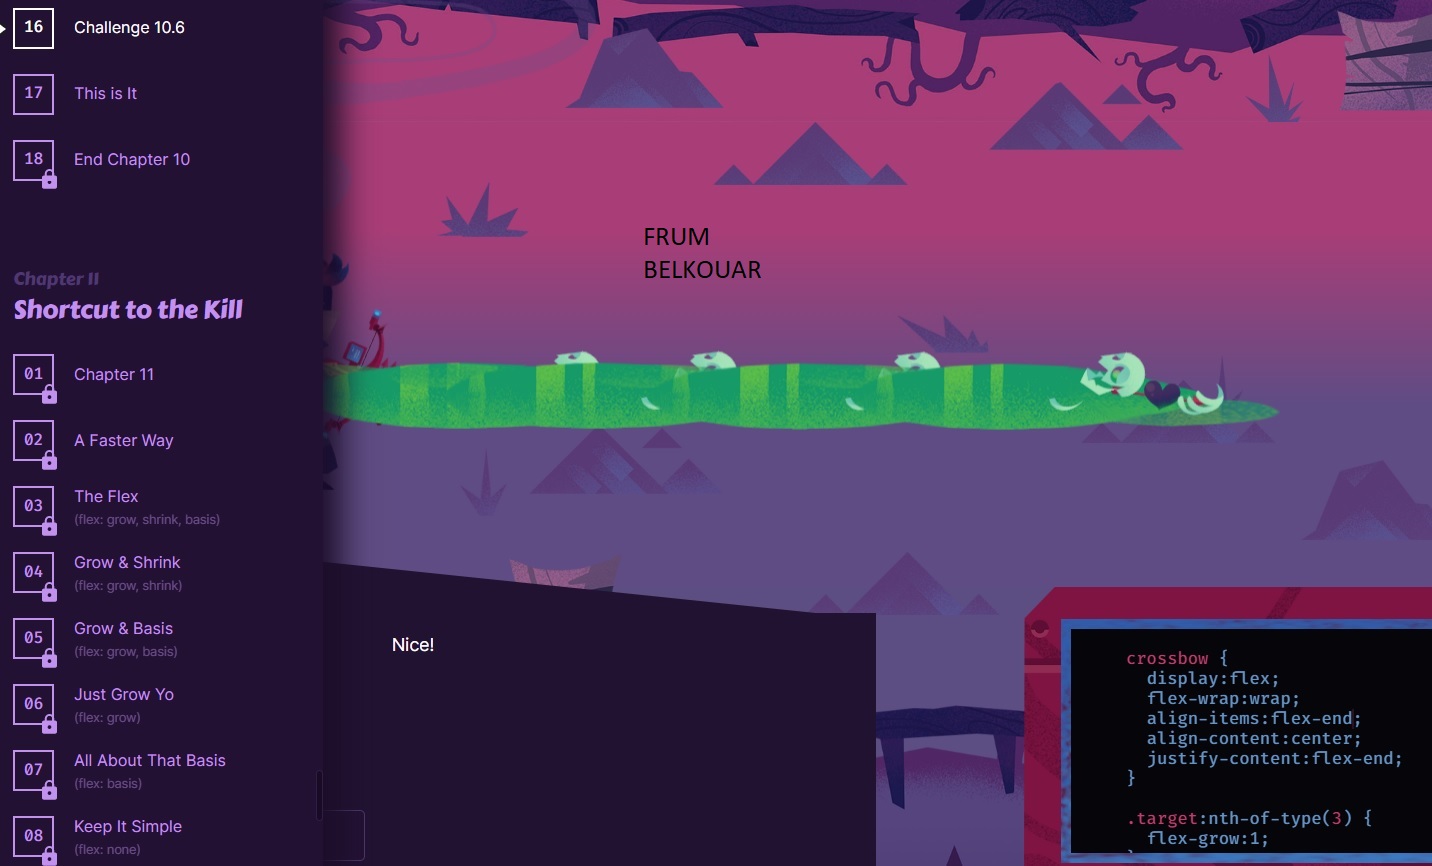 16 Challenge 10.6
17 This is It
18 End Chapter 10
Chapter 11
Shortcut to the Kill
01 Chapter 11
02 A Faster Way
03 The Flex
(flex: grow, shrink, basis)
04 Grow & Shrink
(flex: grow, shrink)
05 Grow & Basis
(flex: grow, basis)
06 Just Grow Yo
(flex: grow)
07 All About That Basis
(flex: basis)
08 Keep It Simple
(flex: none)
FRUM
BELKOUAR
Nice!
crossbow {
display:flex;
flex-wrap:wrap;
align-items:flex-end;
align-content:center;
justify-content:flex-end;
}
.target:nth-of-type(3) {
flex-grow:1;